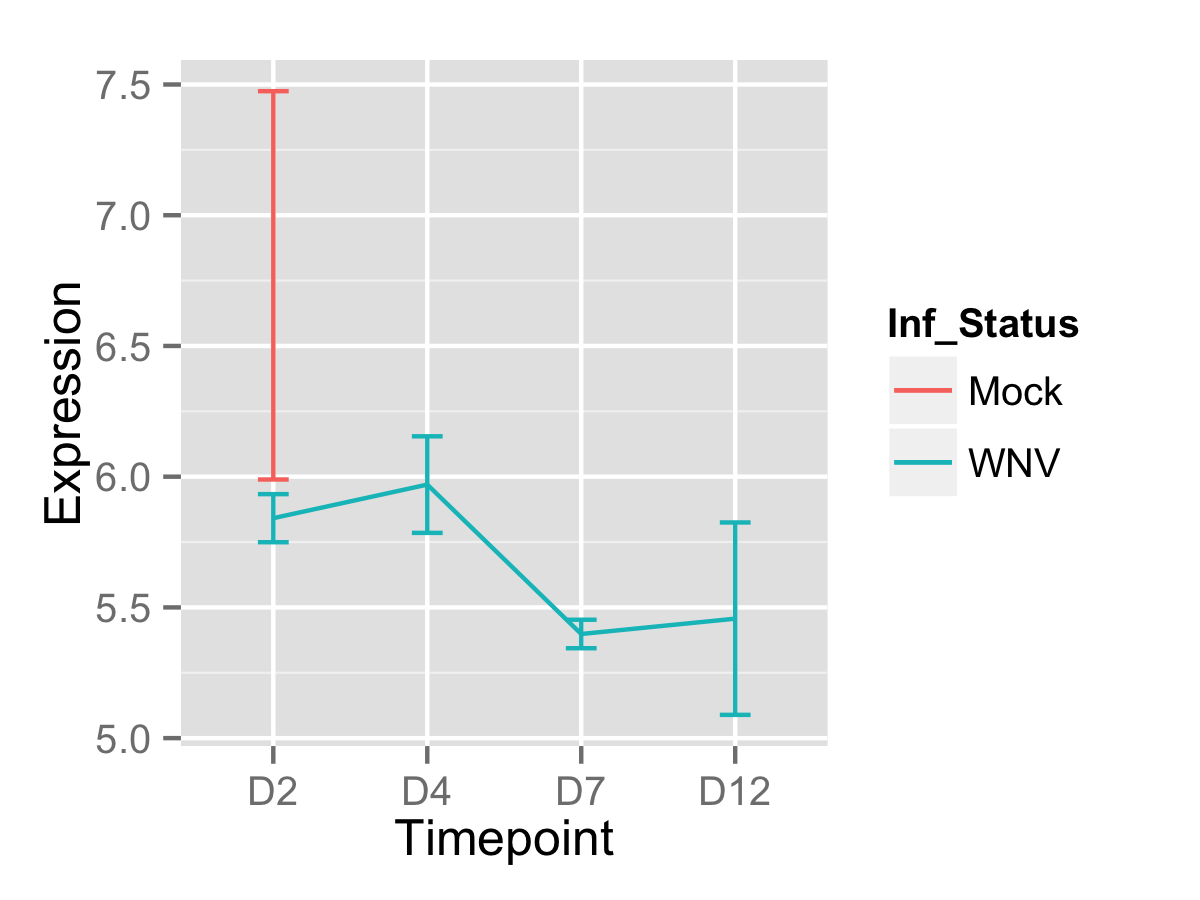 7.5
7.0
6.5
6.0
5.5
5.0
Expression
D2 D4 D7 D12
Timepoint
Inf_Status
Mock
WNV